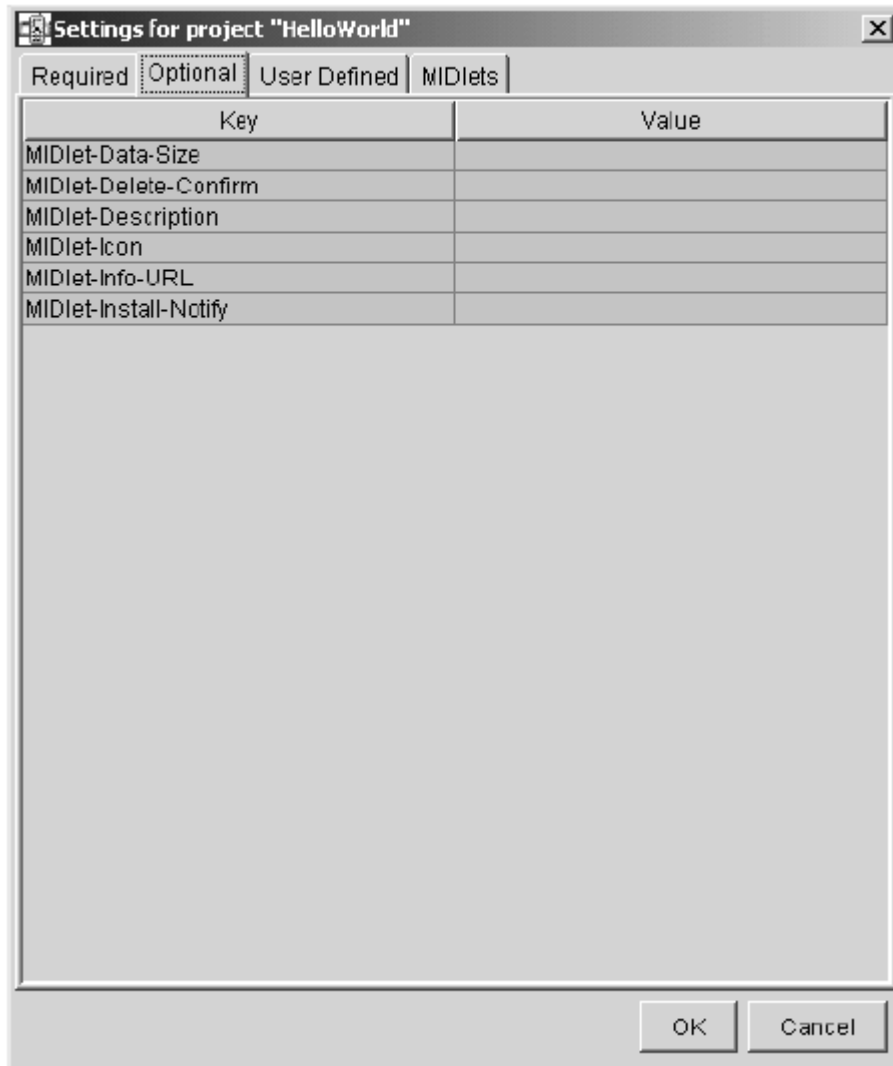 Settings for project "HelloWorld"
Required Optional User Defined MIDlets
Key Value
MIDlet-Data-Size
MIDlet-Delete-Confirm
MIDlet-Description
MIDlet-Icon
MIDlet-Info-URL
MIDlet-Install-Notify
OK Cancel